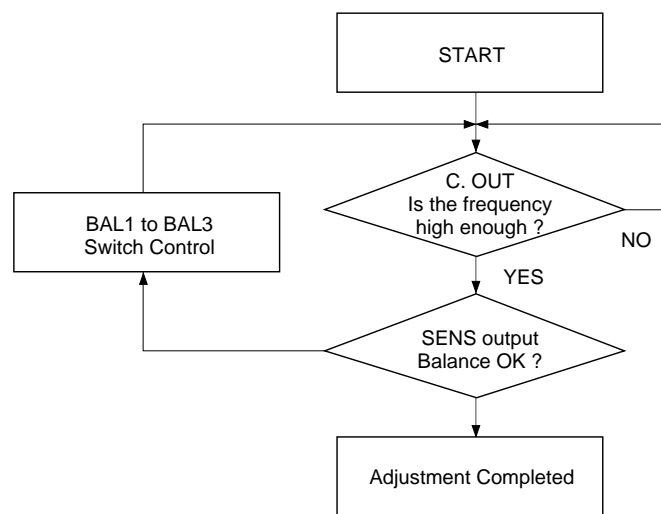 START
C. OUT
Is the frequency
high enough ?
NO
YES
BAL1 to BAL3
Switch Control
SENS output
Balance OK ?
Adjustment Completed